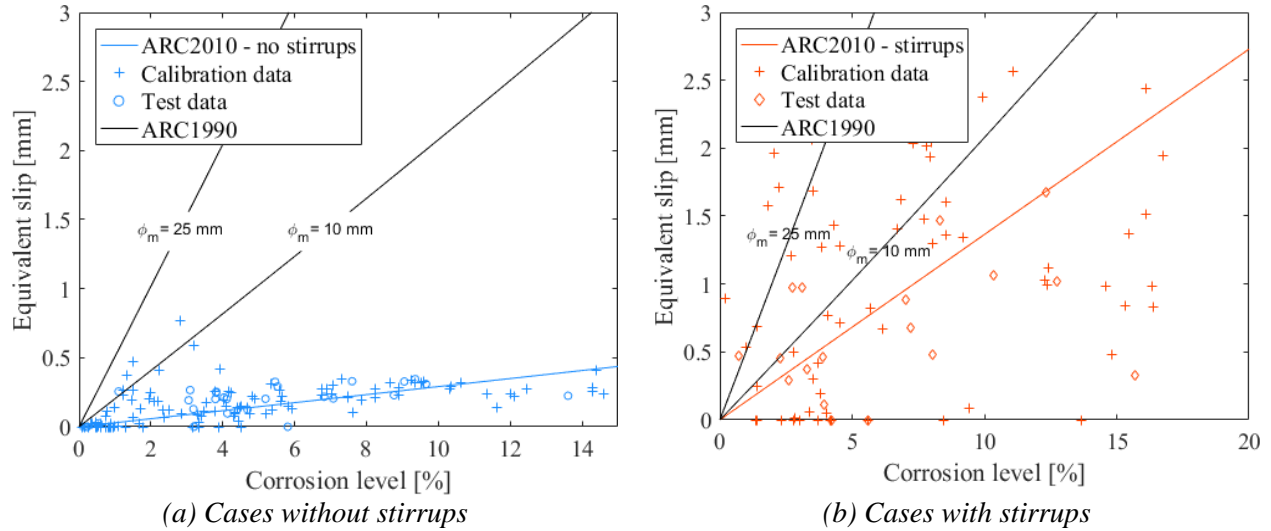 3
2.5
2
1.5
1
0.5
0
Equivalent slip [mm]
ARC2010 - no stirrups
Calibration data
Test data
ARC1990
ϕm= 25 mm
ϕm= 10 mm
0 2 4 6 8 10 12 14
Corrosion level [%]
(a) Cases without stirrups
3
2.5
2
1.5
1
0.5
0
Equivalent slip [mm]
ARC2010 - stirrups
Calibration data
Test data
ARC1990
ϕm= 25 mm
ϕm= 10 mm
0 5 10 15 20
Corrosion level [%]
(b) Cases with stirrups